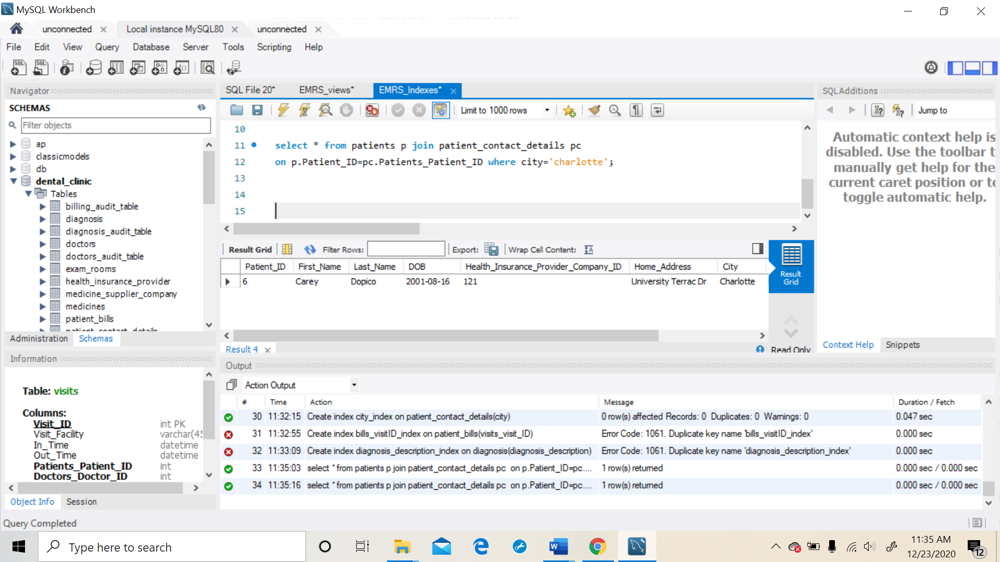 MySQL Workbench
unconnected
Local instance MySQL80
unconnected
File Edit View Query Database Server Tools Scripting Help
Navigator
SCHEMAS
Filter objects
ap
classicmodels
db
dental_clinic
Tables
billing_audit_table
diagnosis
diagnosis_audit_table
doctors
doctors_audit_table
exam_rooms
health_insurance_provider
medicine_supplier_company
medicines
patient_bills
patient_contact_details
Administration Schemas
Information
Table: visits
Columns:
Visit_ID int PK
Visit_Facility varchar(45
In_Time datetime
Out_Time datetime
Patients_Patient_ID int
Doctors_Doctor_ID int
Object Info Session
Query Completed
SQL File 20* EMRS_views* EMRS_Indexes*
Limit to 1000 rows
10
11 select * from patients p join patient_contact_details pc
12 on p.Patient_ID=pc.Patients_Patient_ID where city='charlotte';
13
14
15
Result Grid Filter Rows: Export: Wrap Cell Content:
Patient_ID First_Name Last_Name DOB Health_Insurance_Provider_Company_ID Home_Address City
6 Carey Dopico 2001-08-16 121 University Terrac Dr Charlotte
Result
Grid
Result 4
Read Only
SQLAdditions
Jump to
Automatic context help is
disabled. Use the toolbar t
manually get help for the
current caret position or to
toggle automatic help.
Context Help Snippets
Output
Action Output
# Time Action Message Duration / Fetch
30 11:32:15 Create index city_index on patient_contact_details(city) 0 row(s) affected Records: 0 Duplicates: 0 Warnings: 0 0.047 sec
31 11:32:55 Create index bills_visitID_index on patient_bills(visits_visit_ID) Error Code: 1061. Duplicate key name 'bills_visitID_index' 0.000 sec
32 11:33:09 Create index diagnosis_description_index on diagnosis(diagnosis_description) Error Code: 1061. Duplicate key name 'diagnosis_description_index' 0.000 sec
33 11:35:03 select * from patients p join patient_contact_details pc on p.Patient_ID=pc.... 1 row(s) returned 0.000 sec / 0.000 sec
34 11:35:16 select * from patients p join patient_contact_details pc on p.Patient_ID=pc.... 1 row(s) returned 0.000 sec / 0.000 sec
Type here to search
11:35 AM
12/23/2020
12